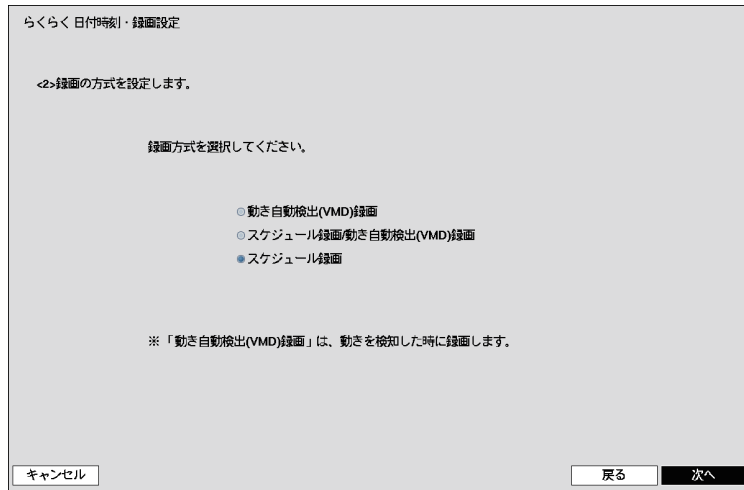 らくらく 日付時刻・録画設定
<2>録画の方式を設定します。
録画方式を選択してください。
動き自動検出(VMD)録画
スケジュール録画/動き自動検出(VMD)録画
スケジュール録画
※「動き自動検出(VMD)録画」は、動きを検知した時に録画します。
キャンセル 戻る 次へ